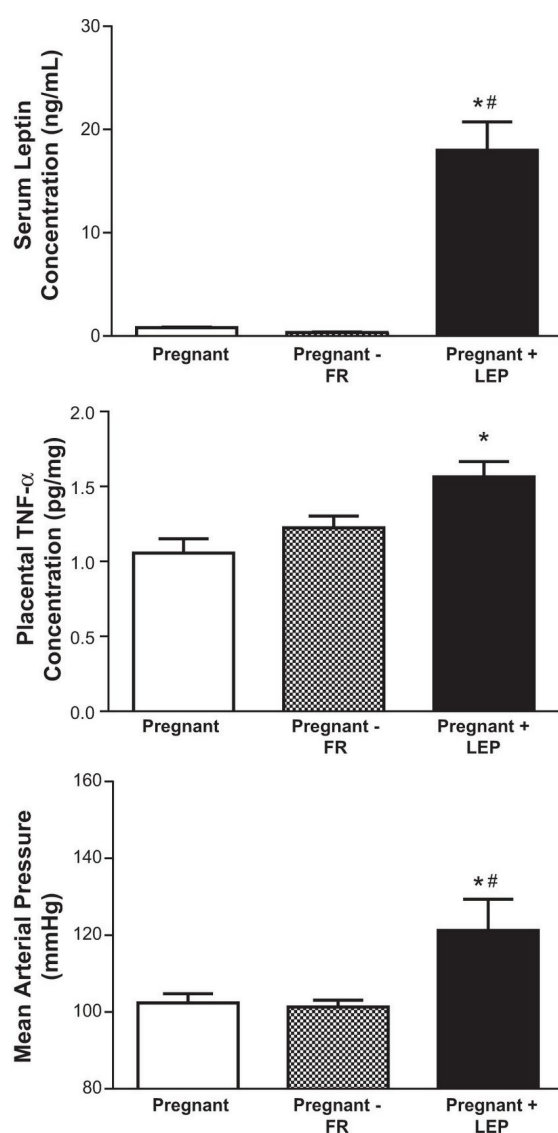 Serum Leptin
Concentration (ng/mL)
30
20
10
0
*#
Pregnant
Pregnant -
FR
Pregnant +
LEP
Placental TNF-α
Concentration (pg/mg)
2.0
1.5
1.0
0.5
0.0
*
Pregnant
Pregnant -
FR
Pregnant +
LEP
Mean Arterial Pressure
(mmHg)
160
140
120
100
80
*#
Pregnant
Pregnant -
FR
Pregnant +
LEP